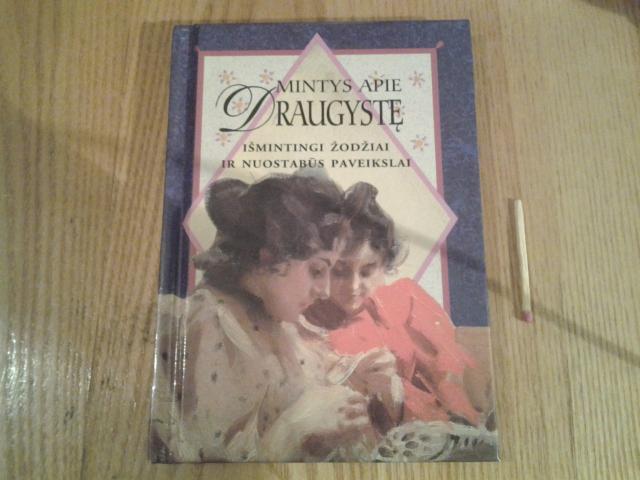 MINTYS APIE
DRAUGYSTĘ
IŠMINTINGI ŽODŽIAI
IR NUOSTABŪS PAVEIKSLAI